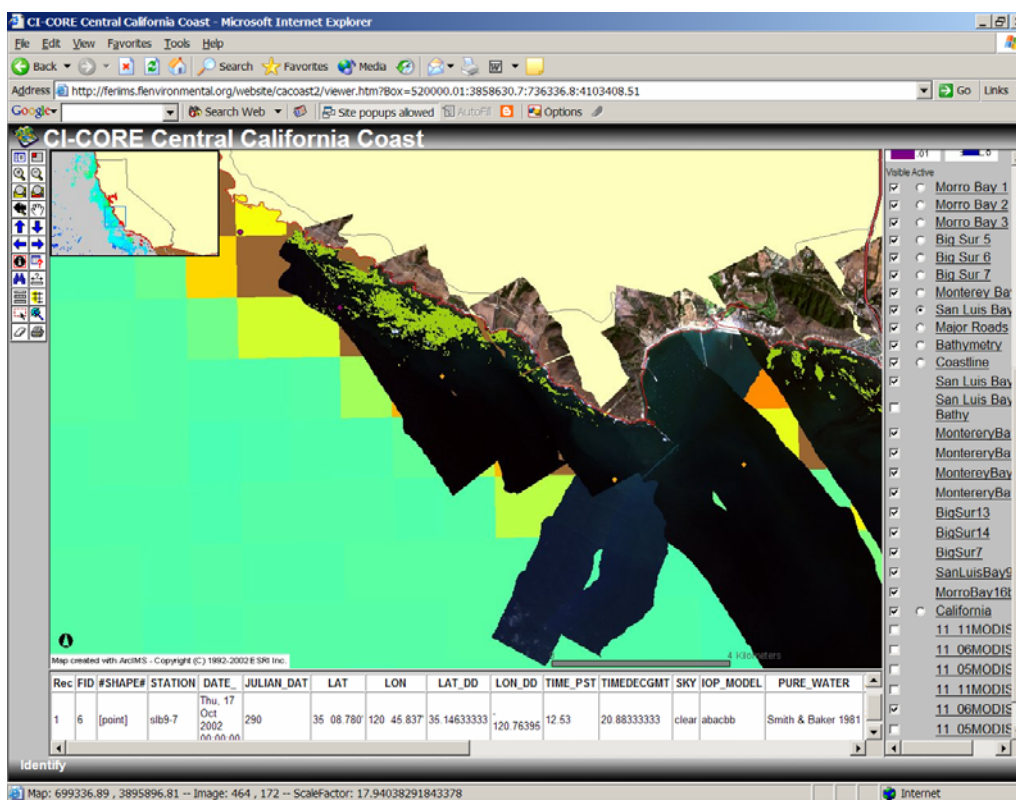 CI-CORE Central California Coast - Microsoft Internet Explorer
File Edit View Favorites Tools Help
Back Search Favorites Media
Address http://feriims.flenvironmental.org/website/cacoast2/viewer.htm?Box=520000.01:3858630.7:736336.8:4103408.51 Go Links
Google Search Web Site popups allowed AutoFill Options
CI-CORE Central California Coast
.01
Visible Active
Morro Bay 1
Morro Bay 2
Morro Bay 3
Big Sur 5
Big Sur 6
Big Sur 7
Monterey Ba
San Luis Bay
Major Roads
Bathymetry
Coastline
San Luis Bay
San Luis Bay
Bathy
MontereryBa
MontereryBa
MontereyBay
MontereryBa
BigSur13
BigSur14
BigSur7
SanLuisBay9
MorroBay16b
California
11_11MODIS
11_06MODIS
11_05MODIS
11_11MODIS
11_06MODIS
11_05MODIS
4 Kilometers
Map created with ArcIMS - Copyright (C) 1992-2002 ESRI Inc.
Rec FID #SHAPE# STATION DATE_ JULIAN_DAT LAT LON LAT_DD LON_DD TIME_PST TIMEDECGMT SKY IOP_MODEL PURE_WATER
1 6 [point] slb9-7 Thu, 17 Oct 2002 00:00:00 290 35 08.780' 120 45.837' 35.14633333 -120.76395 12.53 20.88333333 clear abacbb Smith & Baker 1981
Identify
Map: 699336.89 , 3895896.81 -- Image: 464 , 172 -- ScaleFactor: 17.94038291843378 Internet